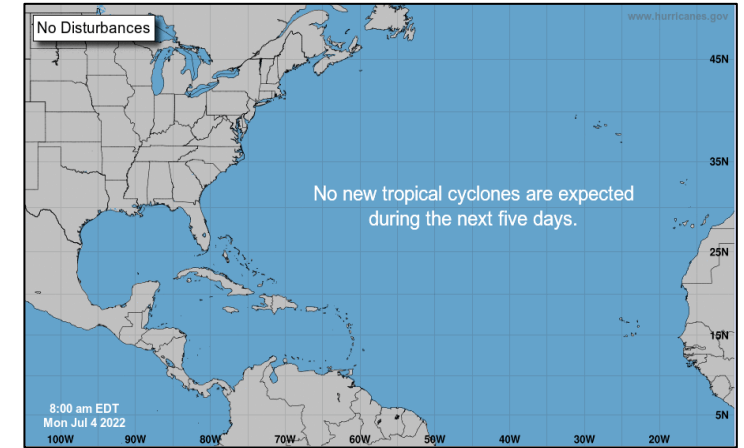 No Disturbances
www.hurricanes.gov
45N
35N
No new tropical cyclones are expected
during the next five days.
25N
15N
8:00 am EDT
Mon Jul 4 2022
5N
100W 90W 80W 70W 60W 50W 40W 30W 20W